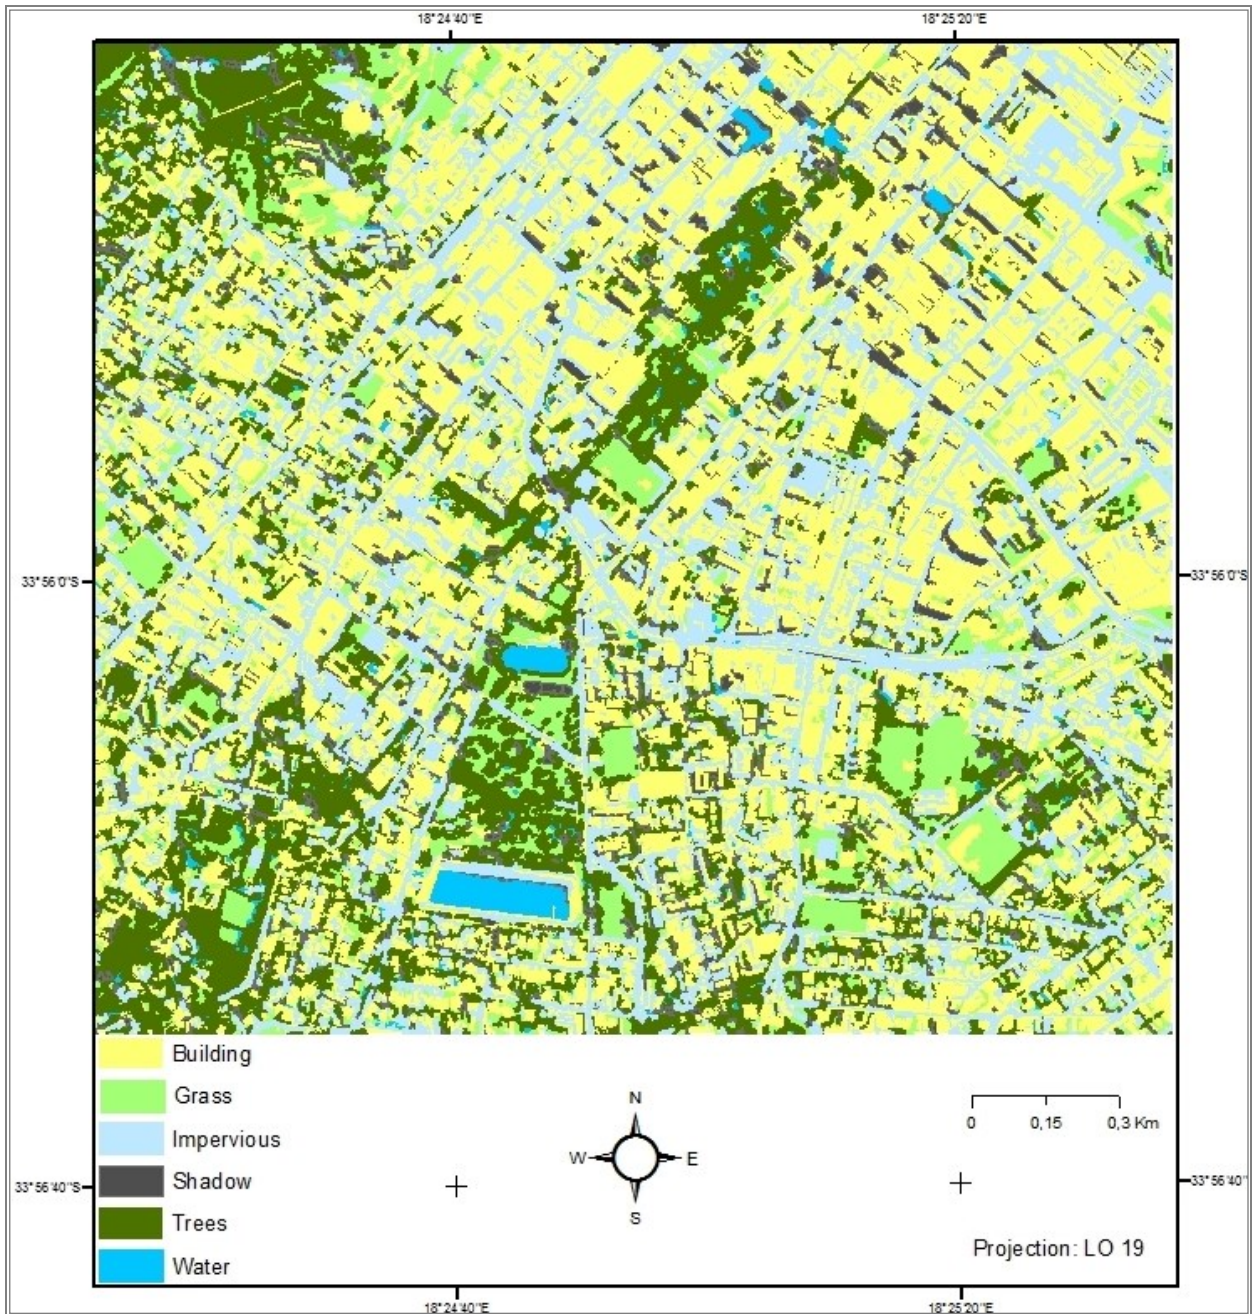 18°24'40"E 18°25'20"E
33°56'0"S 33°56'0"S
Building
Grass
Impervious
Shadow
Trees
Water
N
W E
S
0 0,15 0,3 Km
33°56'40"S 33°56'40"
Projection: LO 19
18°24'40"E 18°25'20"E